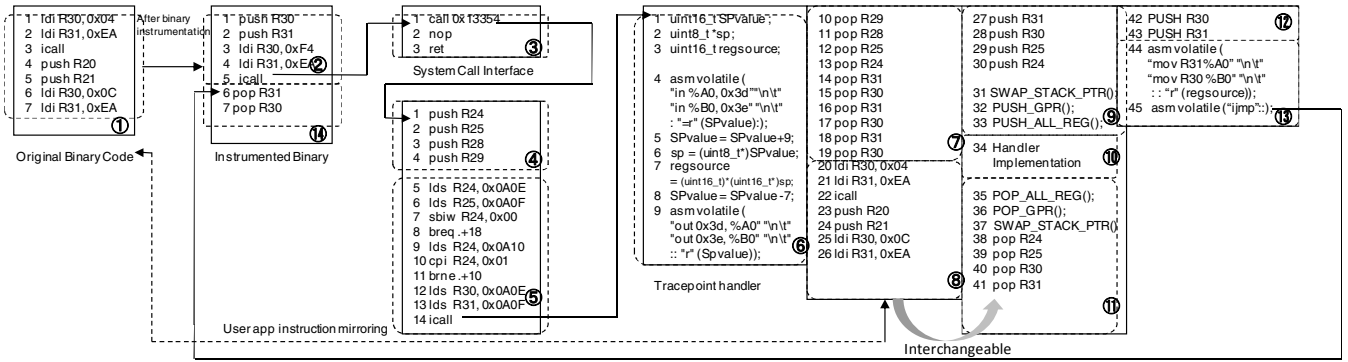 1 ldi R30, 0x04
2 ldi R31, 0xEA
3 icall
4 push R20
5 push R21
6 ldi R30, 0x0C
7 ldi R31, 0xEA
①
Original Binary Code
After binary
instrumentation
1 push R30
2 push R31
3 ldi R30, 0xF4
4 ldi R31, 0xEA
②
5 icall
6 pop R31
7 pop R30
⑭
Instrumented Binary
1 call 0x13354
2 nop
3 ret
③
System Call Interface
1 push R24
2 push R25
3 push R28
4 push R29
④
5 lds R24, 0x0A0E
6 lds R25, 0x0A0F
7 sbiw R24, 0x00
8 breq .+18
9 lds R24, 0x0A10
10 cpi R24, 0x01
11 brne .+10
12 lds R30, 0x0A0E
13 lds R31, 0x0A0F
14 icall
⑤
User app instruction mirroring
1 uint16_t SPvalue ;
2 uint8_t *sp;
3 uint16_t regsource;
4 asm volatile (
"in %A0, 0x3d" "\n\t"
"in %B0, 0x3e" "\n\t"
: "=r" (SPvalue):);
5 SPvalue = SPvalue+9;
6 sp = (uint8_t*)SPvalue;
7 regsource
= (uint16_t)*(uint16_t*)sp;
8 SPvalue = SPvalue -7;
9 asm volatile (
"out 0x3d, %A0" "\n\t"
"out 0x3e, %B0" "\n\t"
:: "r" (Spvalue));
⑥
Tracepoint handler
10 pop R29
11 pop R28
12 pop R25
13 pop R24
14 pop R31
15 pop R30
16 pop R31
17 pop R30
18 pop R31
19 pop R30
⑦
20 ldi R30, 0x04
21 ldi R31, 0xEA
22 icall
23 push R20
24 push R21
25 ldi R30, 0x0C
26 ldi R31, 0xEA
⑧
27 push R31
28 push R30
29 push R25
30 push R24
31 SWAP_STACK_PTR()
32 PUSH_GPR();
33 PUSH_ALL_REG();
⑨
34 Handler
Implementation
⑩
35 POP_ALL_REG();
36 POP_GPR();
37 SWAP_STACK_PTR()
38 pop R24
39 pop R25
40 pop R30
41 pop R31
⑪
42 PUSH R30
43 PUSH R31
⑫
44 asm volatile (
"mov R31%A0" "\n\t"
"mov R30 %B0" "\n\t"
: : "r" (regsource));
45 asm volatile ("ijmp"::);
⑬
Interchangeable